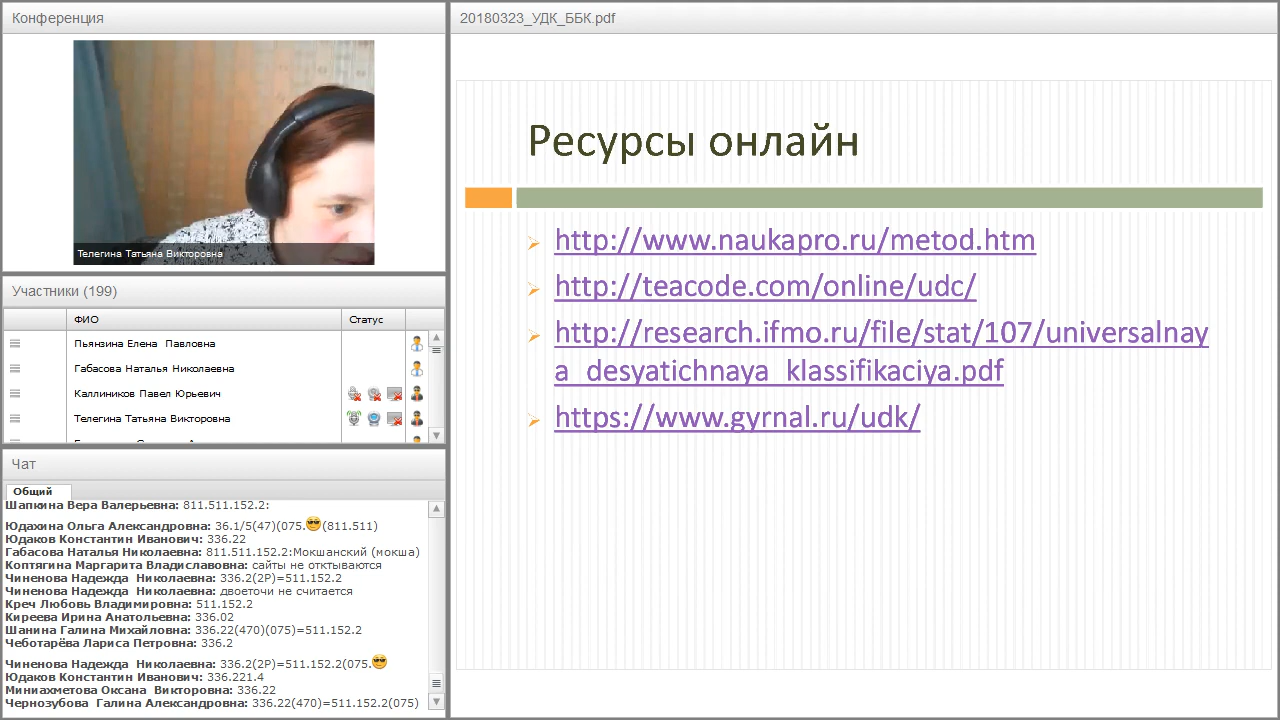 Конференция
Телегина Татьяна Викторовна
Участники (199)
ФИО
Статус
Пьянзина Елена Павловна
Габасова Наталья Николаевна
Каллиников Павел Юрьевич
Телегина Татьяна Викторовна
Чат
Общий
Шапкина Вера Валерьевна: 811.511.152.2:
Юдахина Ольга Александровна: 36.1/5(47)(075.😎(811.511)
Юдаков Константин Иванович: 336.22
Габасова Наталья Николаевна: 811.511.152.2:Мокшанский (мокша)
Коптягина Маргарита Владиславовна: сайты не отктываются
Чиненова Надежда Николаевна: 336.2(2Р)=511.152.2
Чиненова Надежда Николаевна: двоеточи не считается
Креч Любовь Владимировна: 511.152.2
Киреева Ирина Анатольевна: 336.02
Шанина Галина Михайловна: 336.22(470)(075)=511.152.2
Чеботарёва Лариса Петровна: 336.2
Чиненова Надежда Николаевна: 336.2(2Р)=511.152.2(075.😎
Юдаков Константин Иванович: 336.221.4
Миниахметова Оксана Викторовна: 336.22
Чернозубова Галина Александровна: 336.22(470)=511.152.2(075)
20180323_УДК_ББК.pdf
Ресурсы онлайн
http://www.naukapro.ru/metod.htm
http://teacode.com/online/udc/
http://research.ifmo.ru/file/stat/107/universalnay
a_desyatichnaya_klassifikaciya.pdf
https://www.gyrnal.ru/udk/